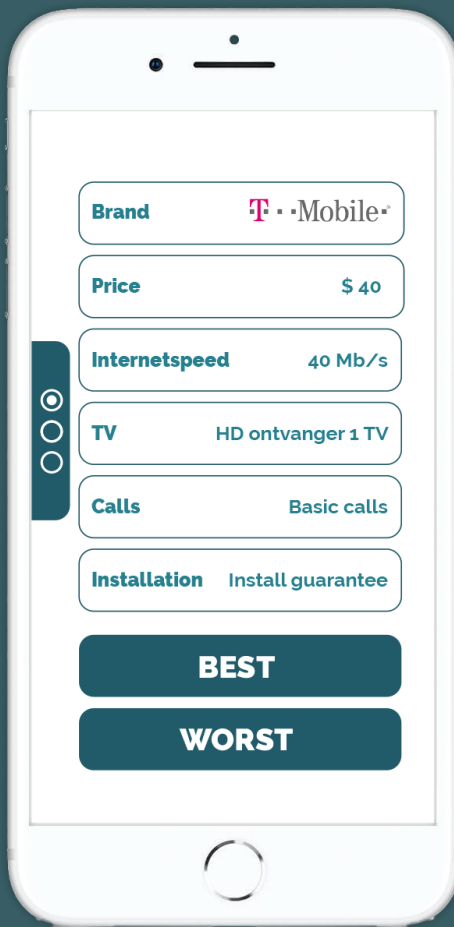 Brand T··Mobile·
Price $ 40
Internetspeed 40 Mb/s
TV HD ontvanger 1 TV
Calls Basic calls
Installation Install guarantee
BEST
WORST